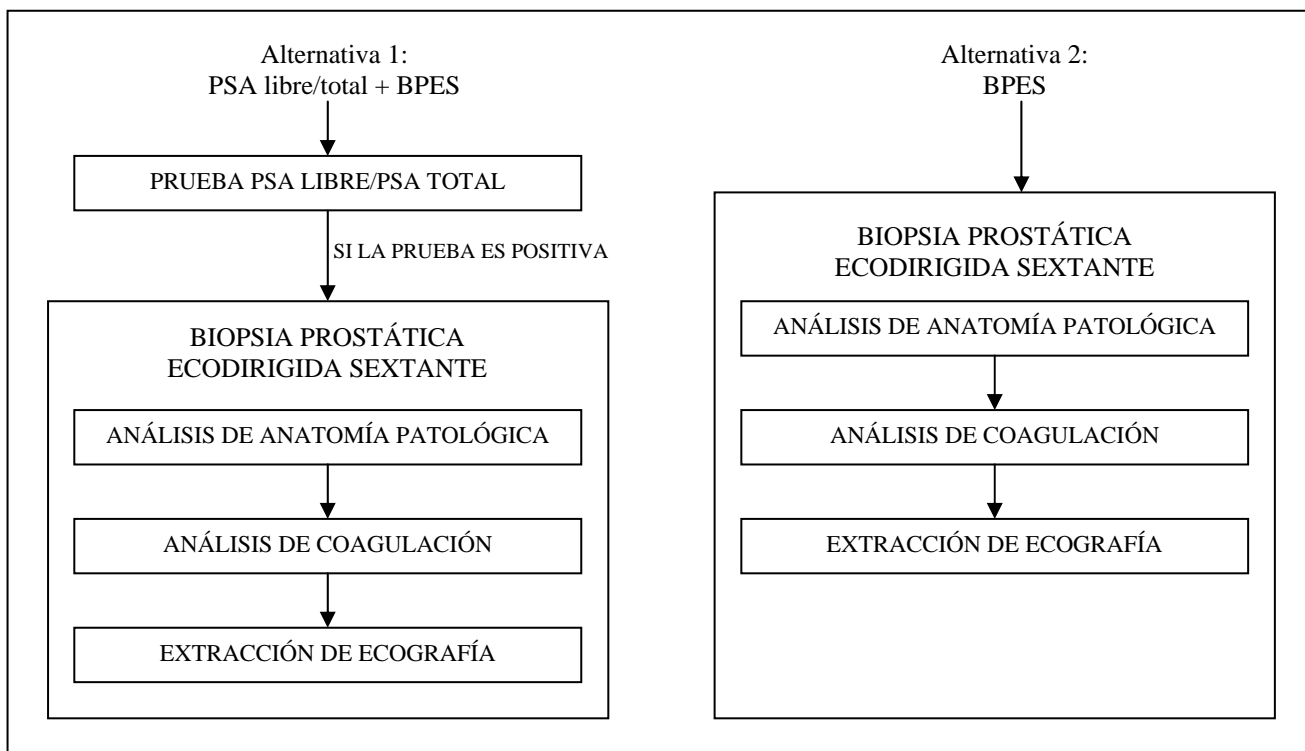 Alternativa 1:
PSA libre/total + BPES
PRUEBA PSA LIBRE/PSA TOTAL
SI LA PRUEBA ES POSITIVA
BIOPSIA PROSTÁTICA
ECODIRIGIDA SEXTANTE
ANÁLISIS DE ANATOMÍA PATOLÓGICA
ANÁLISIS DE COAGULACIÓN
EXTRACCIÓN DE ECOGRAFÍA
Alternativa 2:
BPES
BIOPSIA PROSTÁTICA
ECODIRIGIDA SEXTANTE
ANÁLISIS DE ANATOMÍA PATOLÓGICA
ANÁLISIS DE COAGULACIÓN
EXTRACCIÓN DE ECOGRAFÍA